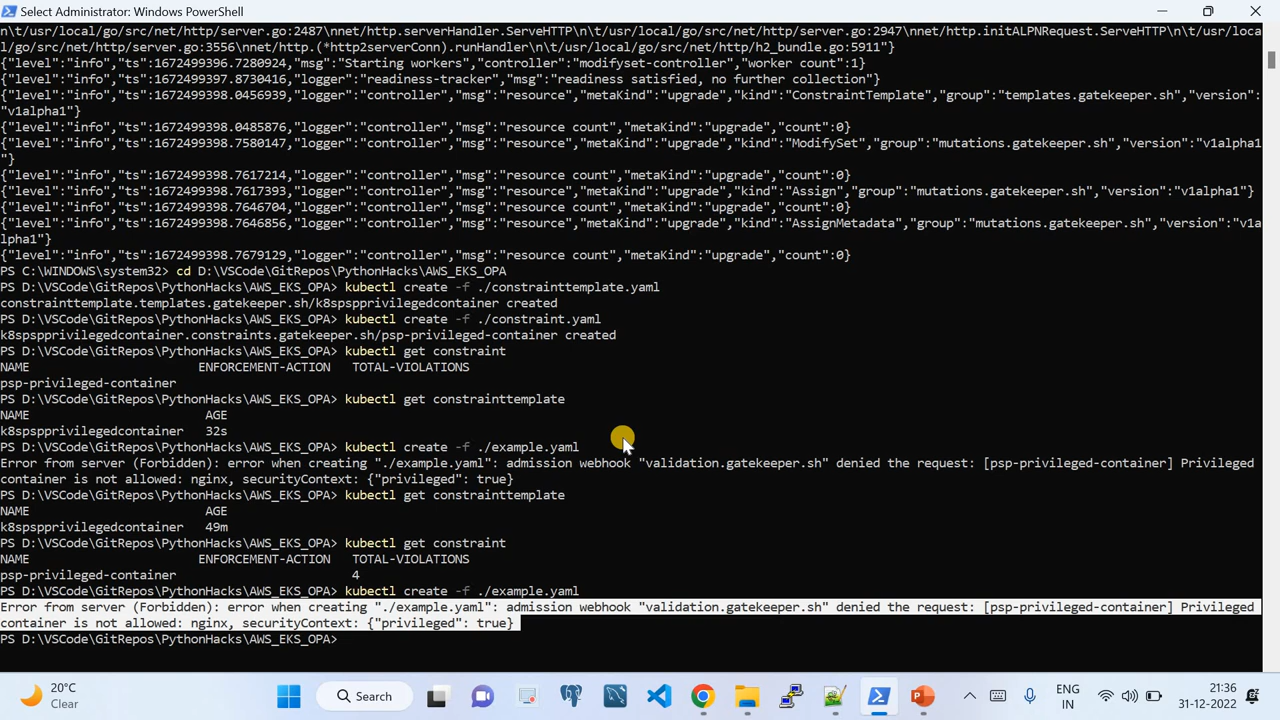 Select Administrator: Windows PowerShell
n\t/usr/local/go/src/net/http/server.go:2487\nnet/http.serverHandler.ServeHTTP\n\t/usr/local/go/src/net/http/server.go:2947\nnet/http.initALPNRequest.ServeHTTP\n\t/usr/loca
l/go/src/net/http/server.go:3556\nnet/http.(*http2serverConn).runHandler\n\t/usr/local/go/src/net/http/h2_bundle.go:5911"}
{"level":"info","ts":1672499396.7280924,"msg":"Starting workers","controller":"modifyset-controller","worker count":1}
{"level":"info","ts":1672499397.8730416,"logger":"readiness-tracker","msg":"readiness satisfied, no further collection"}
{"level":"info","ts":1672499398.0456939,"logger":"controller","msg":"resource","metaKind":"upgrade","kind":"ConstraintTemplate","group":"templates.gatekeeper.sh","version":
"v1alpha1"}
{"level":"info","ts":1672499398.0485876,"logger":"controller","msg":"resource count","metaKind":"upgrade","count":0}
{"level":"info","ts":1672499398.7580147,"logger":"controller","msg":"resource","metaKind":"upgrade","kind":"ModifySet","group":"mutations.gatekeeper.sh","version":"v1alpha1
"}
{"level":"info","ts":1672499398.7617214,"logger":"controller","msg":"resource count","metaKind":"upgrade","count":0}
{"level":"info","ts":1672499398.7617393,"logger":"controller","msg":"resource","metaKind":"upgrade","kind":"Assign","group":"mutations.gatekeeper.sh","version":"v1alpha1"}
{"level":"info","ts":1672499398.7646704,"logger":"controller","msg":"resource count","metaKind":"upgrade","count":0}
{"level":"info","ts":1672499398.7646856,"logger":"controller","msg":"resource","metaKind":"upgrade","kind":"AssignMetadata","group":"mutations.gatekeeper.sh","version":"v1a
lpha1"}
{"level":"info","ts":1672499398.7679129,"logger":"controller","msg":"resource count","metaKind":"upgrade","count":0}
PS C:\WINDOWS\system32> cd D:\VSCode\GitRepos\PythonHacks\AWS_EKS_OPA
PS D:\VSCode\GitRepos\PythonHacks\AWS_EKS_OPA> kubectl create -f ./constrainttemplate.yaml
constrainttemplate.templates.gatekeeper.sh/k8spspprivilegedcontainer created
PS D:\VSCode\GitRepos\PythonHacks\AWS_EKS_OPA> kubectl create -f ./constraint.yaml
k8spspprivilegedcontainer.constraints.gatekeeper.sh/psp-privileged-container created
PS D:\VSCode\GitRepos\PythonHacks\AWS_EKS_OPA> kubectl get constraint
NAME ENFORCEMENT-ACTION TOTAL-VIOLATIONS
psp-privileged-container
PS D:\VSCode\GitRepos\PythonHacks\AWS_EKS_OPA> kubectl get constrainttemplate
NAME AGE
k8spspprivilegedcontainer 32s
PS D:\VSCode\GitRepos\PythonHacks\AWS_EKS_OPA> kubectl create -f ./example.yaml
Error from server (Forbidden): error when creating "./example.yaml": admission webhook "validation.gatekeeper.sh" denied the request: [psp-privileged-container] Privileged
container is not allowed: nginx, securityContext: {"privileged": true}
PS D:\VSCode\GitRepos\PythonHacks\AWS_EKS_OPA> kubectl get constrainttemplate
NAME AGE
k8spspprivilegedcontainer 49m
PS D:\VSCode\GitRepos\PythonHacks\AWS_EKS_OPA> kubectl get constraint
NAME ENFORCEMENT-ACTION TOTAL-VIOLATIONS
psp-privileged-container 4
PS D:\VSCode\GitRepos\PythonHacks\AWS_EKS_OPA> kubectl create -f ./example.yaml
Error from server (Forbidden): error when creating "./example.yaml": admission webhook "validation.gatekeeper.sh" denied the request: [psp-privileged-container] Privileged
container is not allowed: nginx, securityContext: {"privileged": true}
PS D:\VSCode\GitRepos\PythonHacks\AWS_EKS_OPA>
20°C
Clear
Search
ENG
IN
21:36
31-12-2022